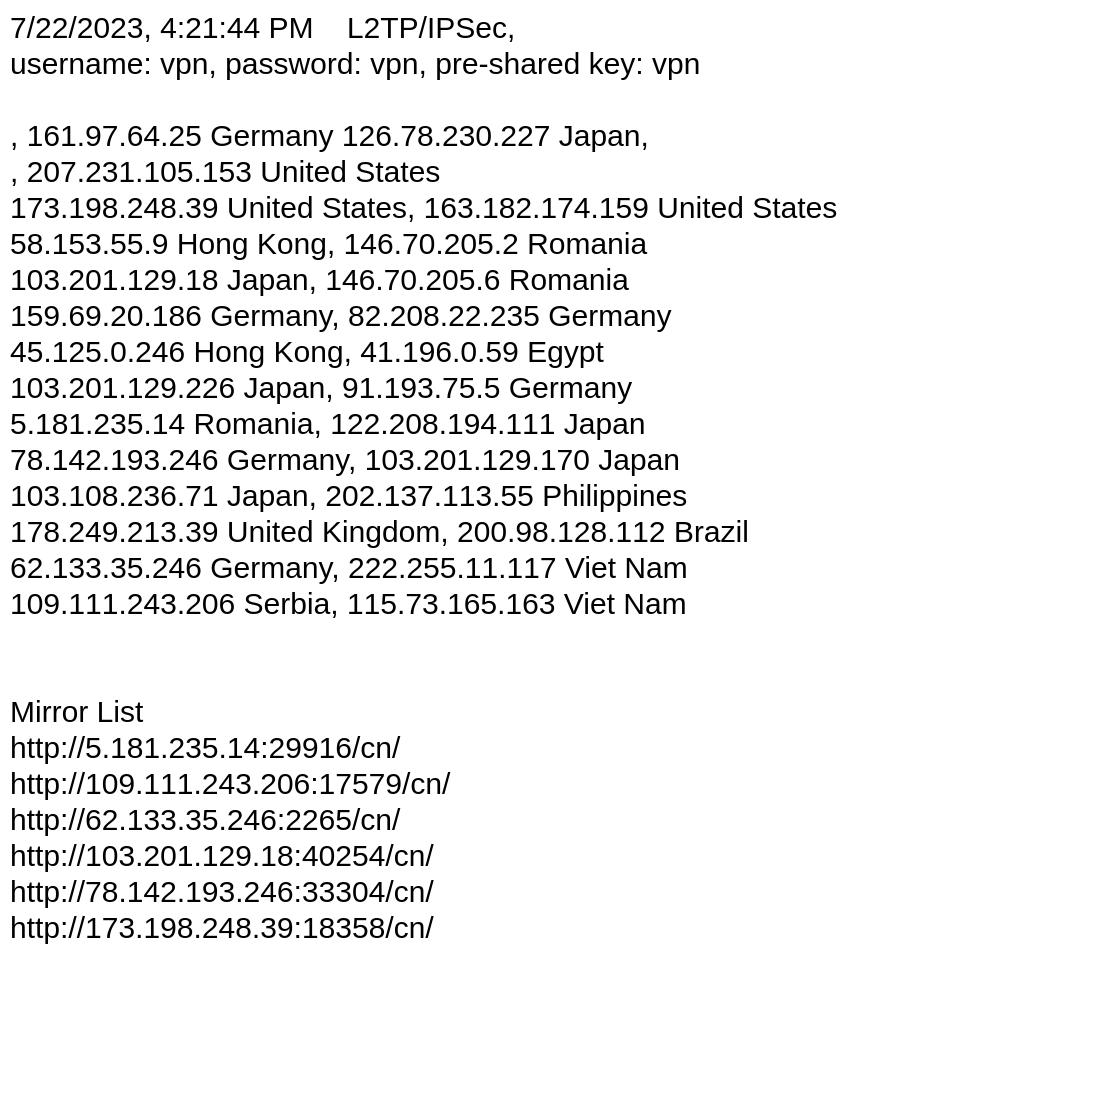 7/22/2023, 4:21:44 PM    L2TP/IPSec,
username: vpn, password: vpn, pre-shared key: vpn
, 161.97.64.25 Germany 126.78.230.227 Japan,
, 207.231.105.153 United States
173.198.248.39 United States, 163.182.174.159 United States
58.153.55.9 Hong Kong, 146.70.205.2 Romania
103.201.129.18 Japan, 146.70.205.6 Romania
159.69.20.186 Germany, 82.208.22.235 Germany
45.125.0.246 Hong Kong, 41.196.0.59 Egypt
103.201.129.226 Japan, 91.193.75.5 Germany
5.181.235.14 Romania, 122.208.194.111 Japan
78.142.193.246 Germany, 103.201.129.170 Japan
103.108.236.71 Japan, 202.137.113.55 Philippines
178.249.213.39 United Kingdom, 200.98.128.112 Brazil
62.133.35.246 Germany, 222.255.11.117 Viet Nam
109.111.243.206 Serbia, 115.73.165.163 Viet Nam
Mirror List
http://5.181.235.14:29916/cn/
http://109.111.243.206:17579/cn/
http://62.133.35.246:2265/cn/
http://103.201.129.18:40254/cn/
http://78.142.193.246:33304/cn/
http://173.198.248.39:18358/cn/